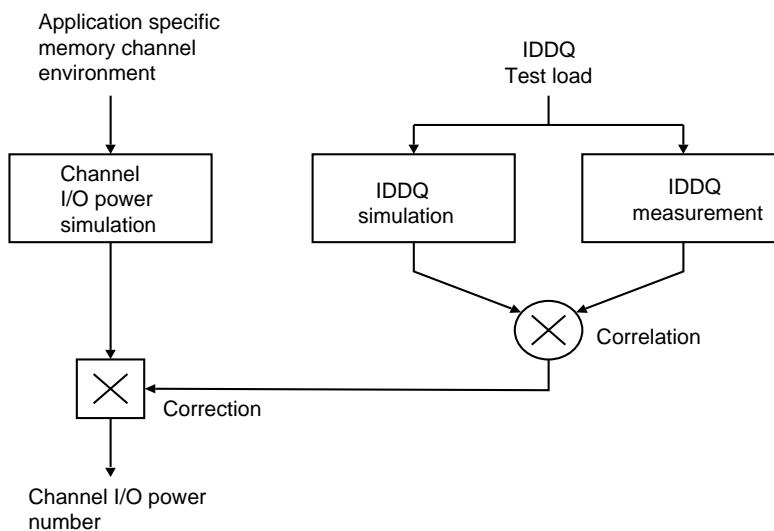 Application specific
memory channel
environment
IDDQ
Test load
Channel
I/O power
simulation
IDDQ
simulation
IDDQ
measurement
Correlation
Correction
Channel I/O power
number